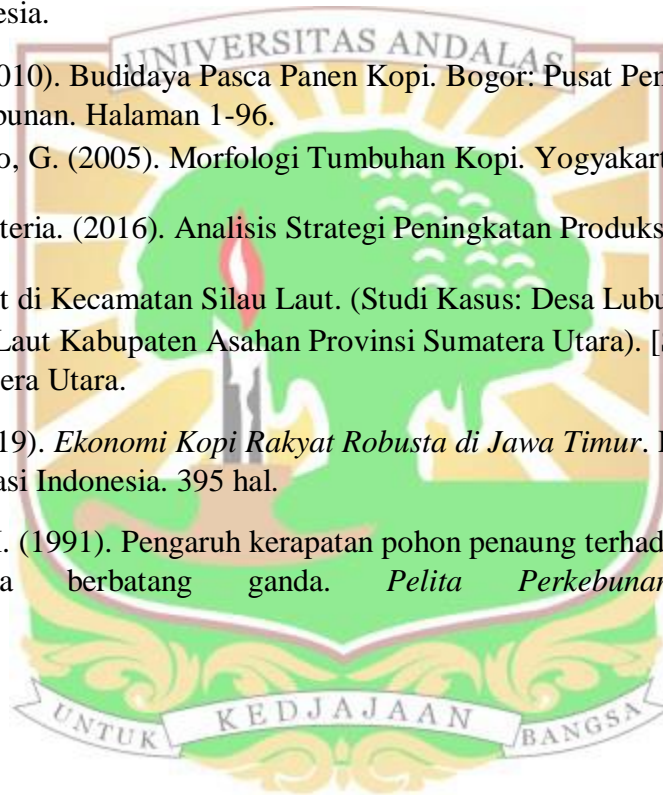 esia.
UNIVERSITAS ANDALAS
010). Budidaya Pasca Panen Kopi. Bogor: Pusat Pen
bunan. Halaman 1-96.
o, G. (2005). Morfologi Tumbuhan Kopi. Yogyakart
teria. (2016). Analisis Strategi Peningkatan Produks
t di Kecamatan Silau Laut. (Studi Kasus: Desa Lubu
Laut Kabupaten Asahan Provinsi Sumatera Utara). [
era Utara.
19). Ekonomi Kopi Rakyat Robusta di Jawa Timur.
asi Indonesia. 395 hal.
. (1991). Pengaruh kerapatan pohon penaung terhad
a berbatang ganda. Pelita Perkebunan
UNTUK KEDJAJAAN BANGSA